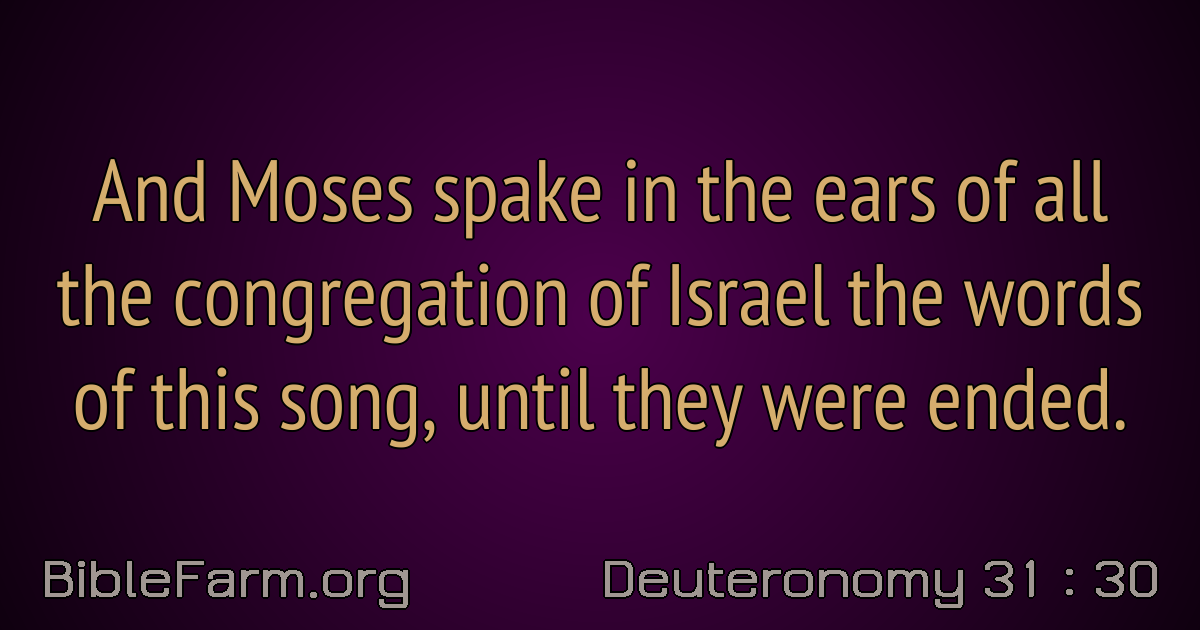 And Moses spake in the ears of all
the congregation of Israel the words
of this song, until they were ended.
BibleFarm.org
Deuteronomy 31 : 30